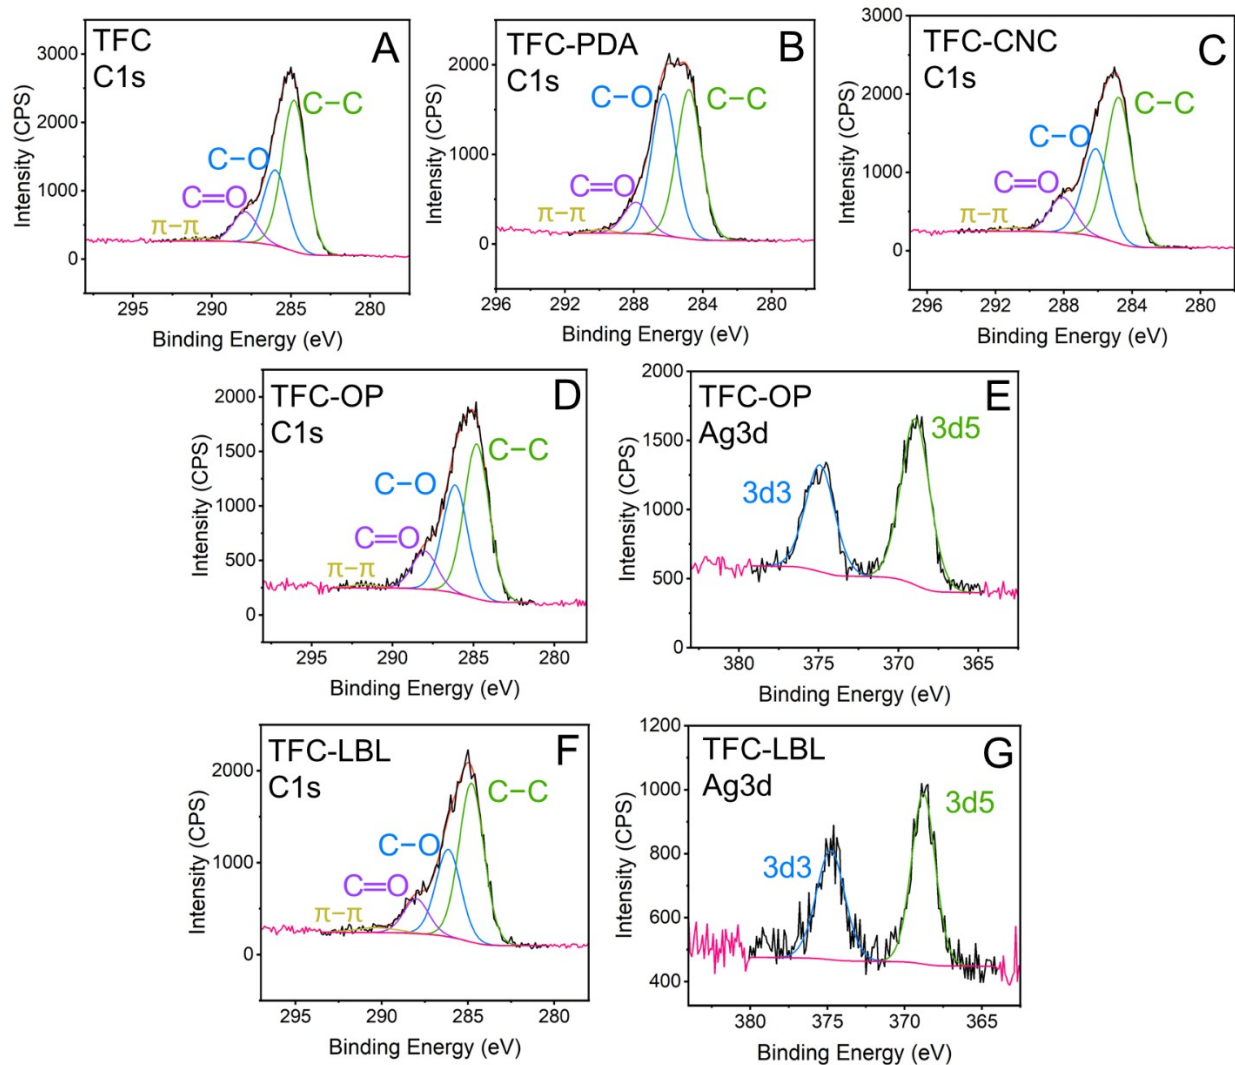 TFC
C1s
A
C–C
C–O
C=O
π–π
3000
2000
1000
0
295
290
285
280
Intensity (CPS)
Binding Energy (eV)
TFC-PDA
C1s
B
C–O
C–C
C=O
π–π
2000
1000
0
296
292
288
284
280
Intensity (CPS)
Binding Energy (eV)
TFC-CNC
C1s
C
C–C
C–O
C=O
π–π
3000
2000
1000
0
296
292
288
284
280
Intensity (CPS)
Binding Energy (eV)
TFC-OP
C1s
D
C–C
C–O
C=O
π–π
2000
1500
1000
500
0
295
290
285
280
Intensity (CPS)
Binding Energy (eV)
TFC-OP
Ag3d
E
3d5
3d3
2000
1500
1000
500
0
380
375
370
365
Intensity (CPS)
Binding Energy (eV)
TFC-LBL
C1s
F
C–C
C–O
C=O
π–π
2000
1000
0
295
290
285
280
Intensity (CPS)
Binding Energy (eV)
TFC-LBL
Ag3d
G
3d5
3d3
1200
1000
800
600
400
380
375
370
365
Intensity (CPS)
Binding Energy (eV)